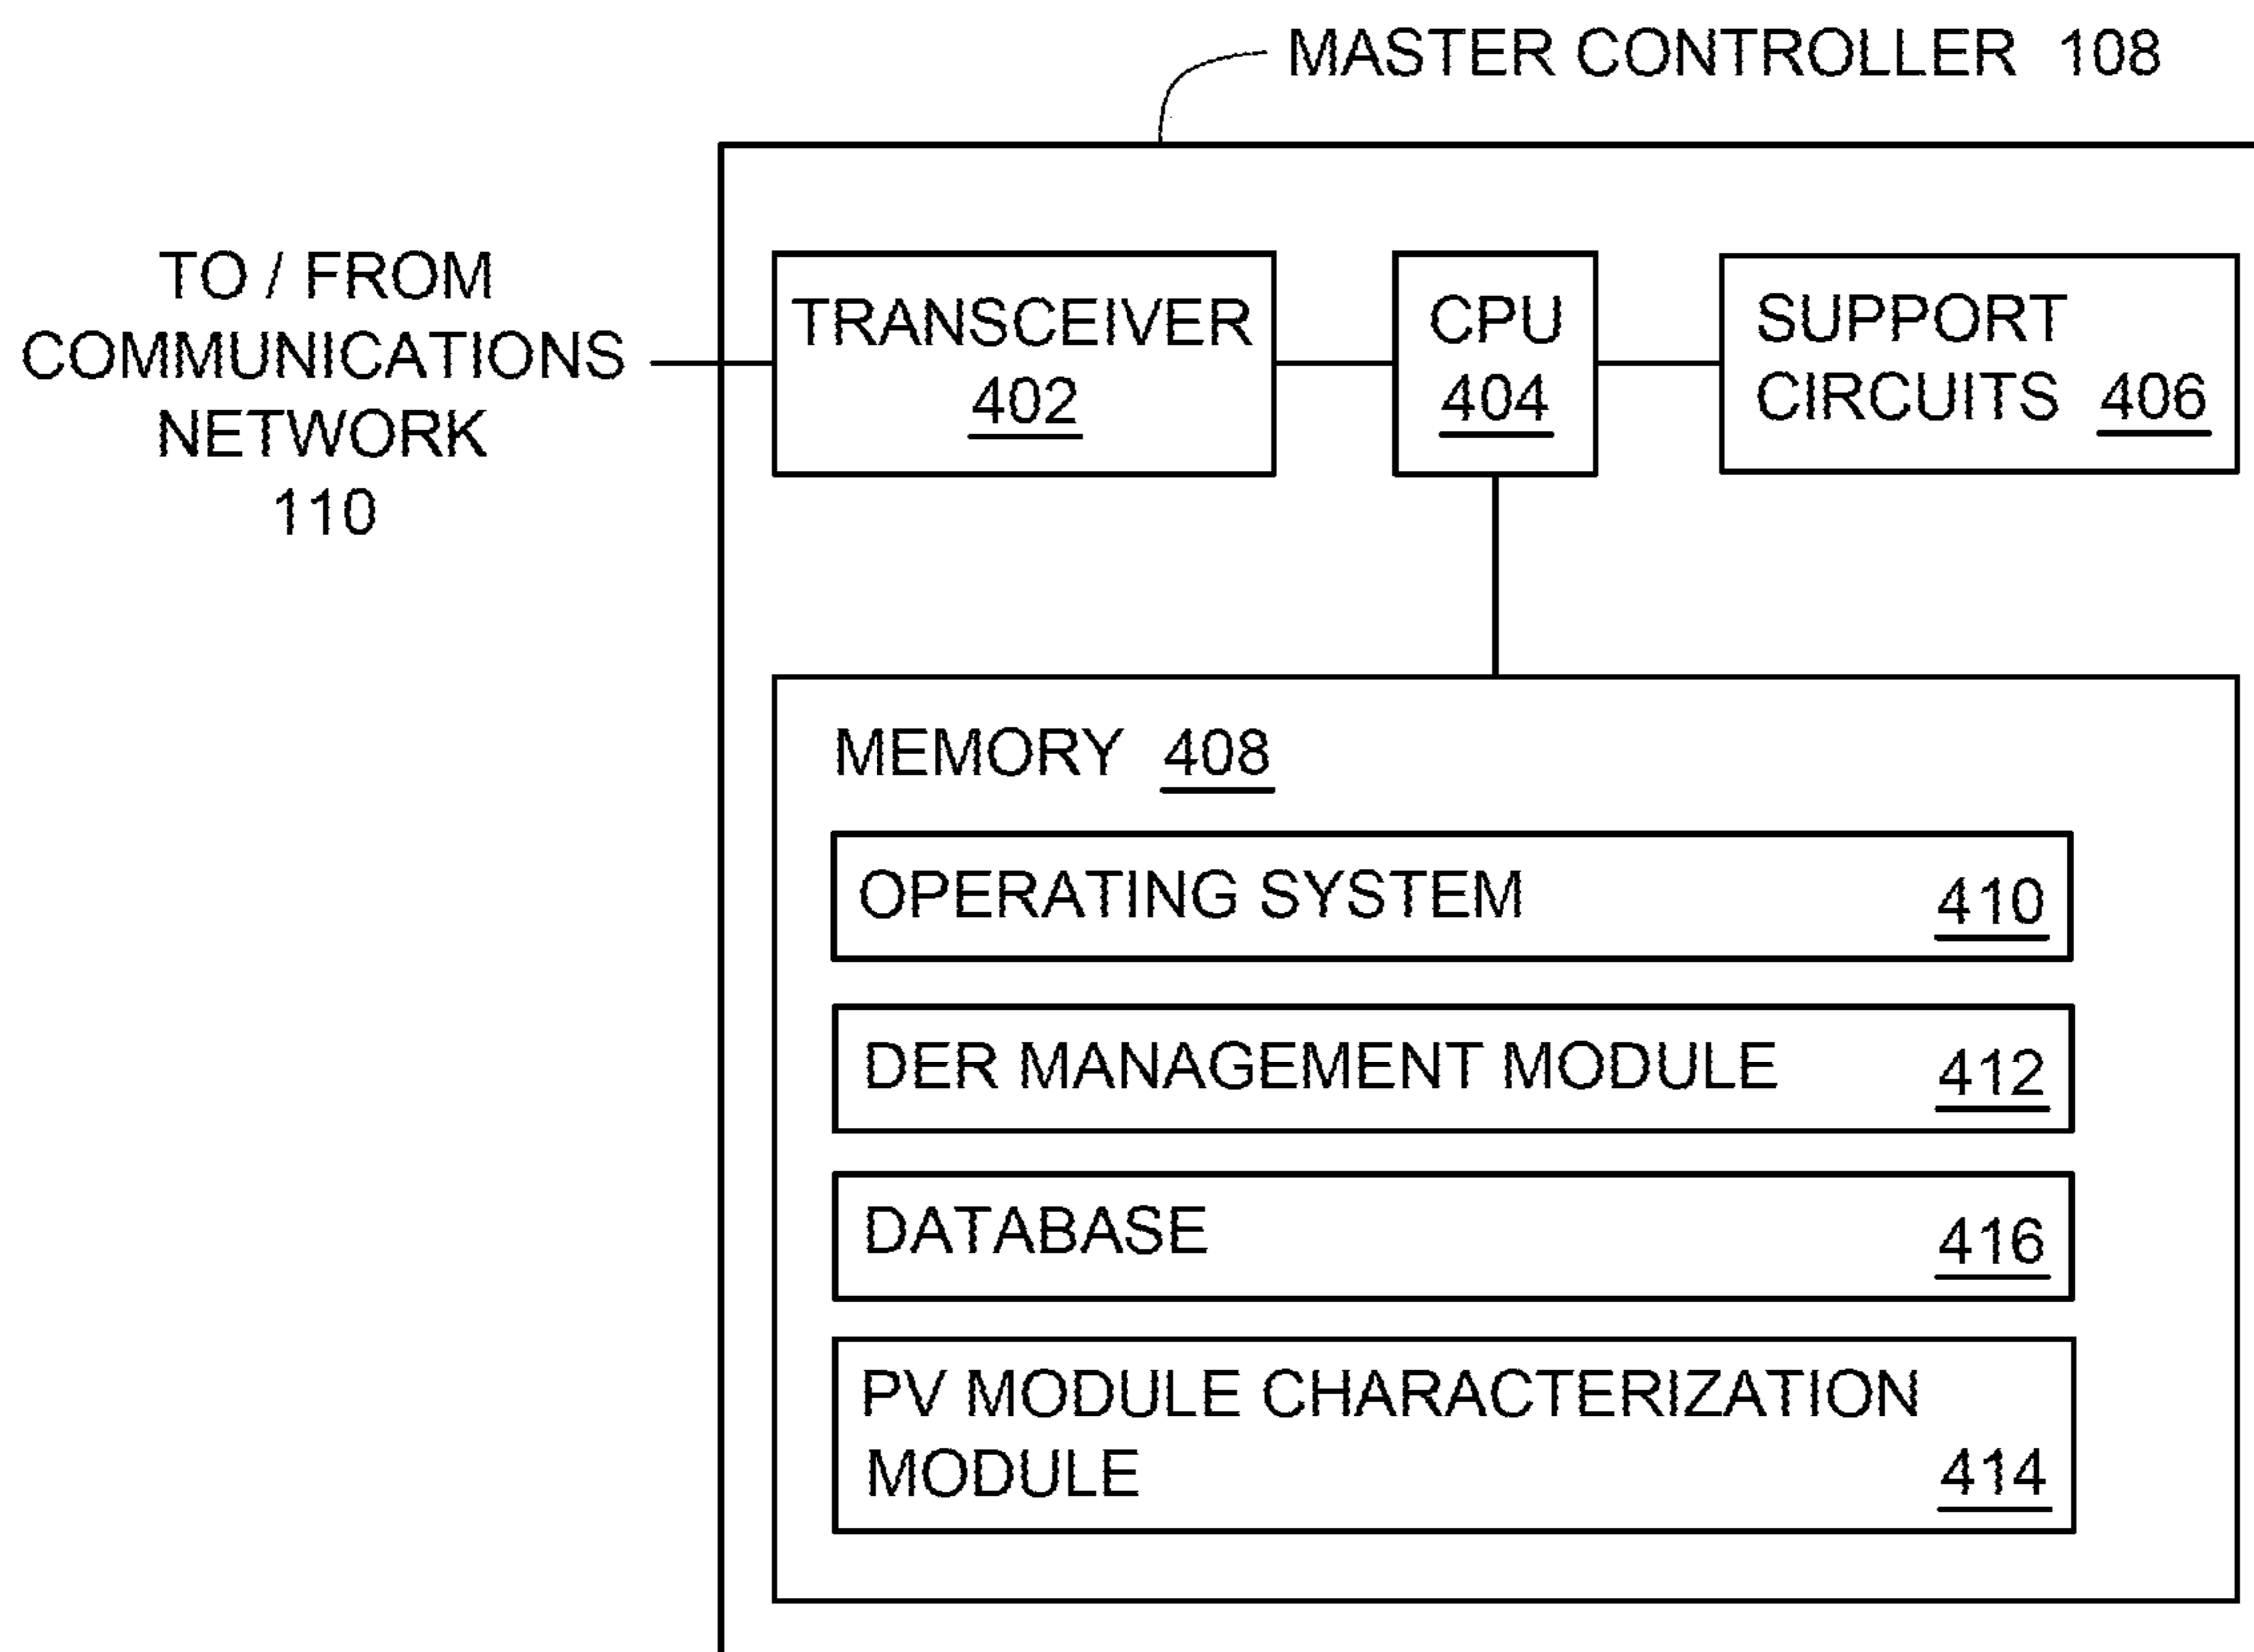 MASTER CONTROLLER 108
TO / FROM
COMMUNICATIONS
NETWORK
110
TRANSCEIVER
402
CPU
404
SUPPORT
CIRCUITS 406
MEMORY 408
OPERATING SYSTEM 410
DER MANAGEMENT MODULE 412
DATABASE 416
PV MODULE CHARACTERIZATION
MODULE 414